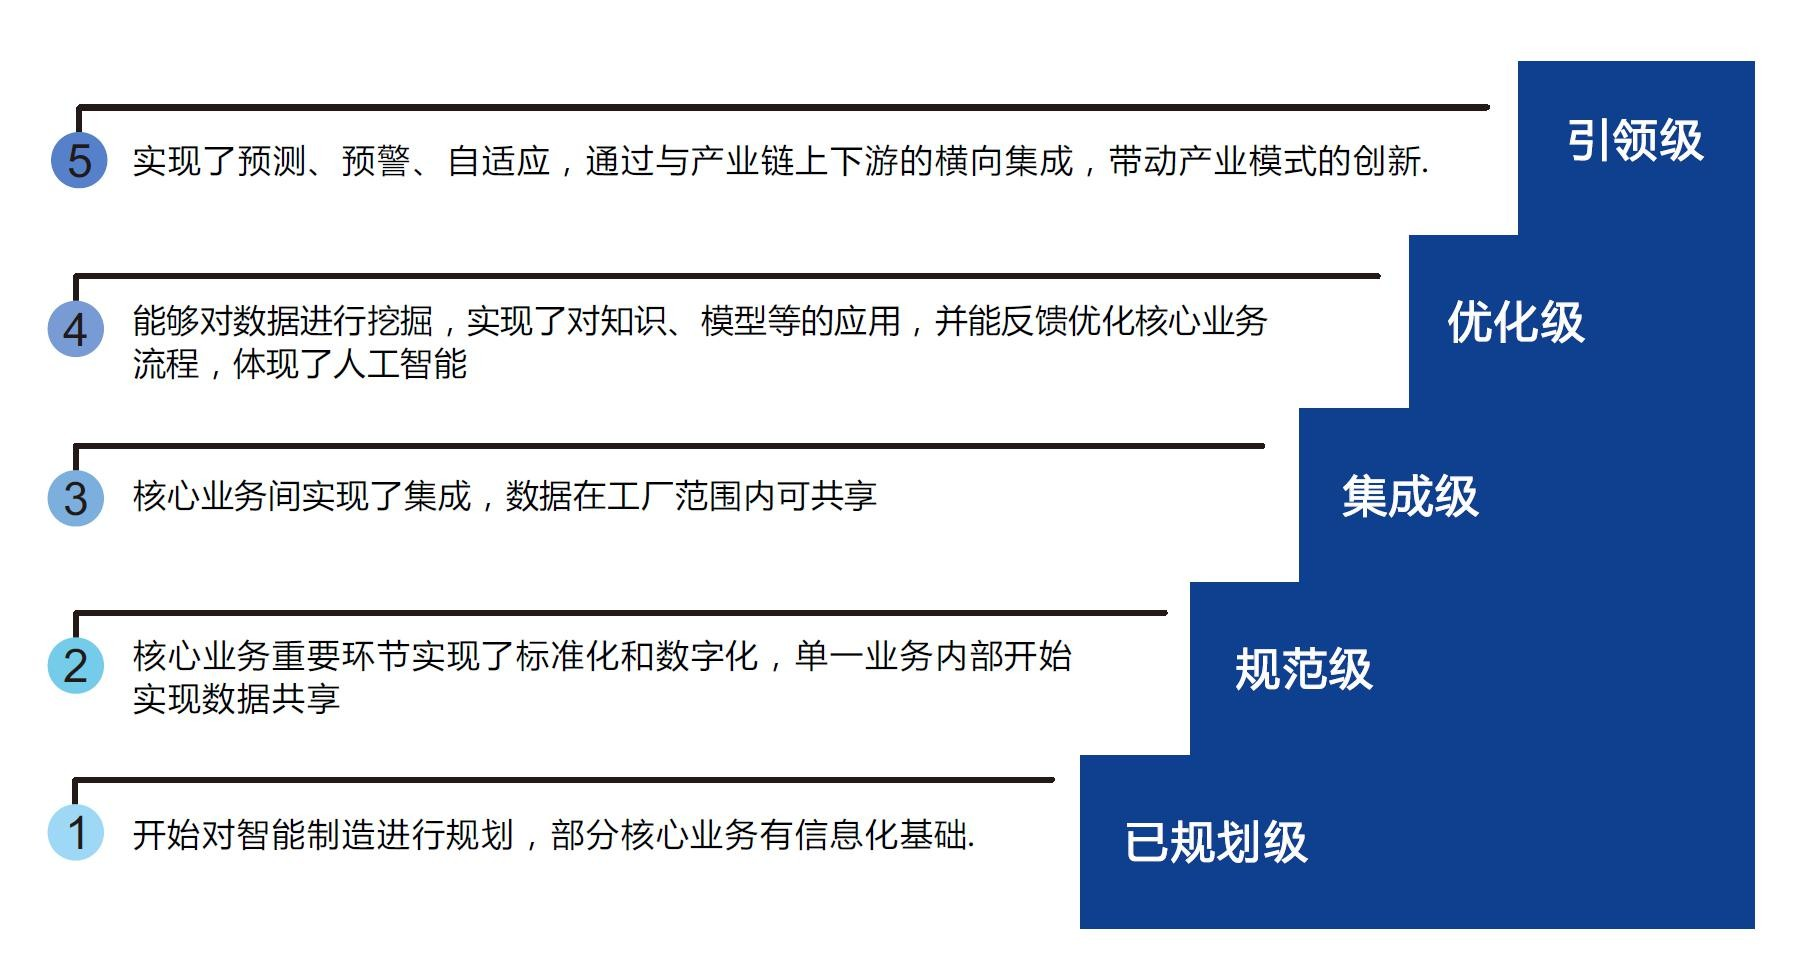 引领级
5
实现了预测、预警、自适应，通过与产业链上下游的横向集成，带动产业模式的创新.
优化级
4
能够对数据进行挖掘，实现了对知识、模型等的应用，并能反馈优化核心业务
流程，体现了人工智能
集成级
3
核心业务间实现了集成，数据在工厂范围内可共享
规范级
2
核心业务重要环节实现了标准化和数字化，单一业务内部开始
实现数据共享
已规划级
1
开始对智能制造进行规划，部分核心业务有信息化基础.